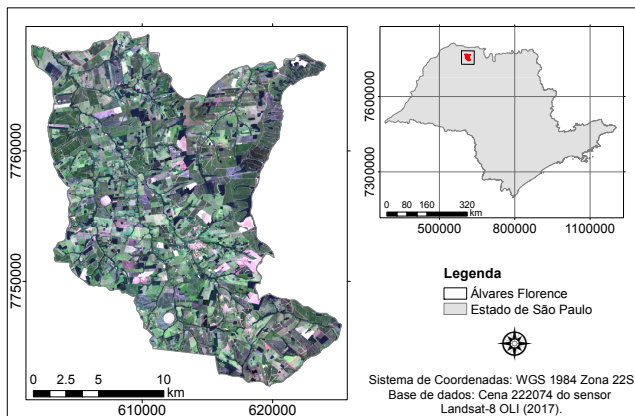 7760000
7750000
0 2.5 5 10
km
610000 620000
7600000
7300000
0 80 160 320
km
500000 800000 1100000
Legenda
Álvares Florence
Estado de São Paulo
Sistema de Coordenadas: WGS 1984 Zona 22S
Base de dados: Cena 222074 do sensor
Landsat-8 OLI (2017).